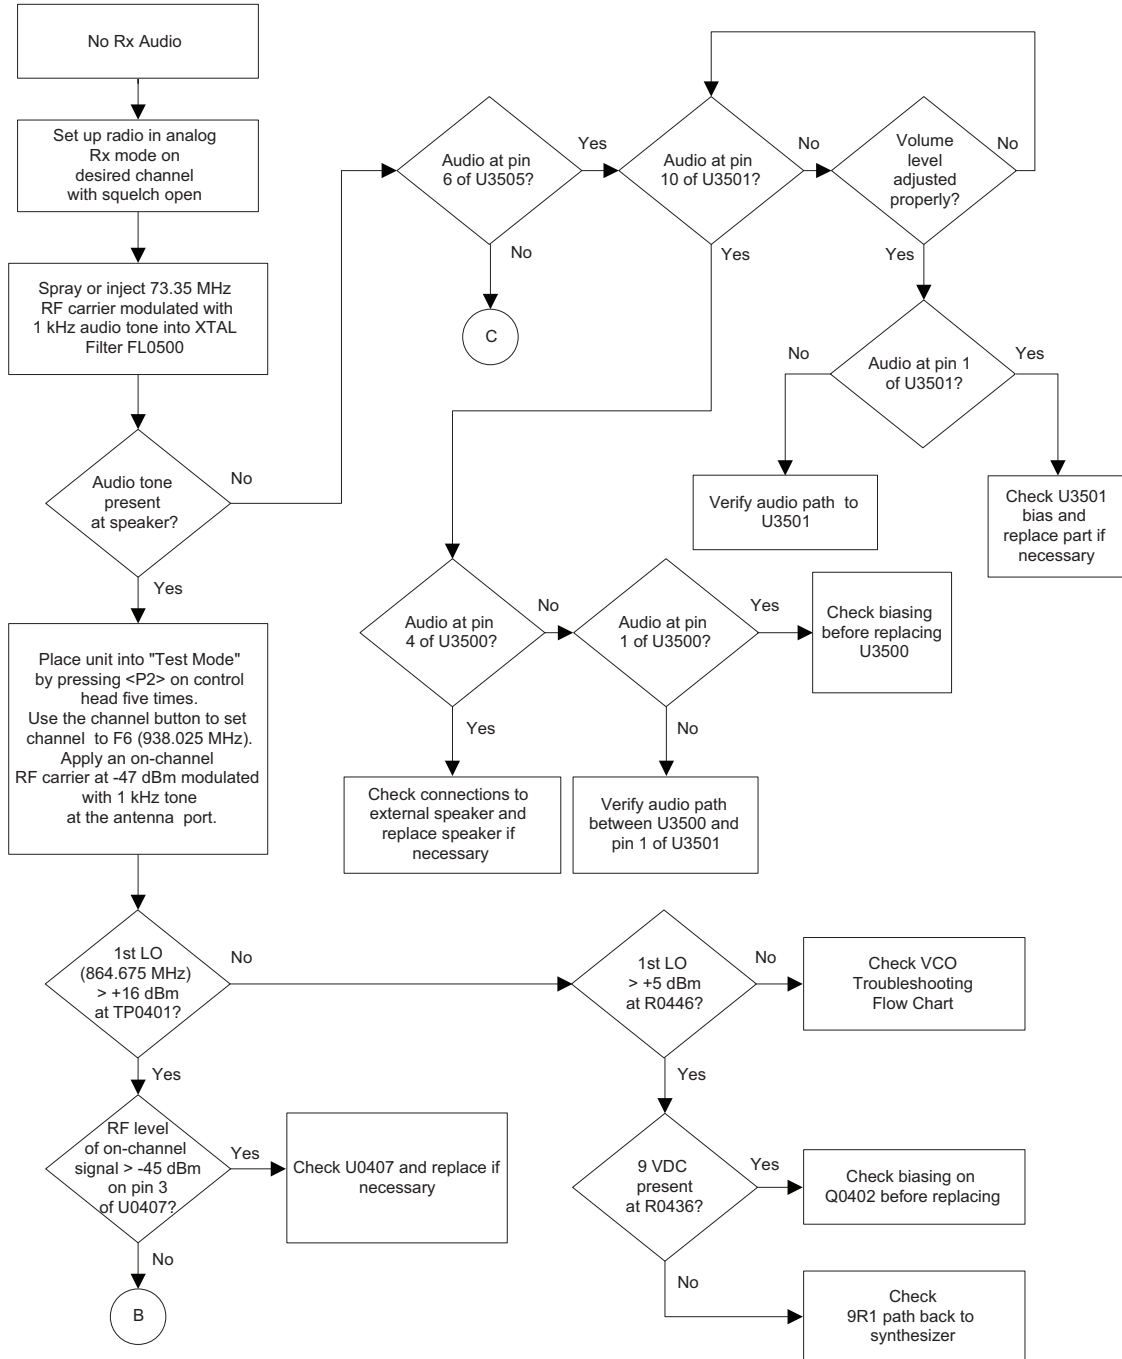 No Rx Audio
Set up radio in analog
Rx mode on
desired channel
with squelch open
Spray or inject 73.35 MHz
RF carrier modulated with
1 kHz audio tone into XTAL
Filter FL0500
Audio tone
present
at speaker?
No
Yes
Place unit into "Test Mode"
by pressing <P2> on control
head five times.
Use the channel button to set
channel to F6 (938.025 MHz).
Apply an on-channel
RF carrier at -47 dBm modulated
with 1 kHz tone
at the antenna port.
1st LO
(864.675 MHz)
> +16 dBm
at TP0401?
No
Yes
RF level
of on-channel
signal > -45 dBm
on pin 3
of U0407?
Yes
No
B
Check U0407 and replace if
necessary
Audio at pin
6 of U3505?
Yes
No
C
Audio at pin
10 of U3501?
No
Yes
Volume
level
adjusted
properly?
No
Yes
Audio at pin 1
of U3501?
No
Yes
Verify audio path to
U3501
Check U3501
bias and
replace part if
necessary
Audio at pin
4 of U3500?
No
Yes
Audio at pin
1 of U3500?
Yes
No
Check biasing
before replacing
U3500
Check connections to
external speaker and
replace speaker if
necessary
Verify audio path
between U3500 and
pin 1 of U3501
1st LO
> +5 dBm
at R0446?
No
Yes
Check VCO
Troubleshooting
Flow Chart
9 VDC
present
at R0436?
Yes
No
Check biasing on
Q0402 before replacing
Check
9R1 path back to
synthesizer